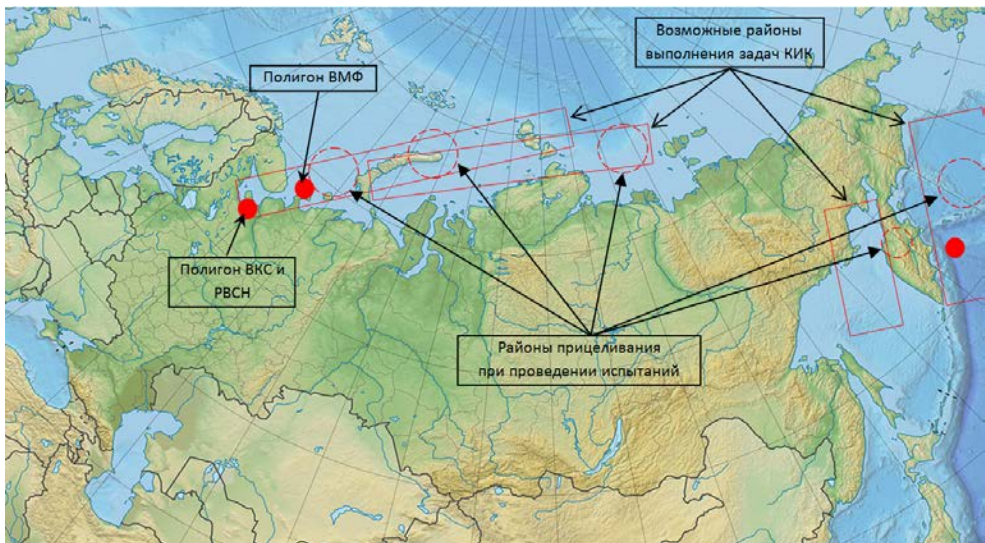 Возможные районы
выполнения задач КИК
Полигон ВМФ
Полигон ВКС и
РВСН
Районы прицеливания
при проведении испытаний